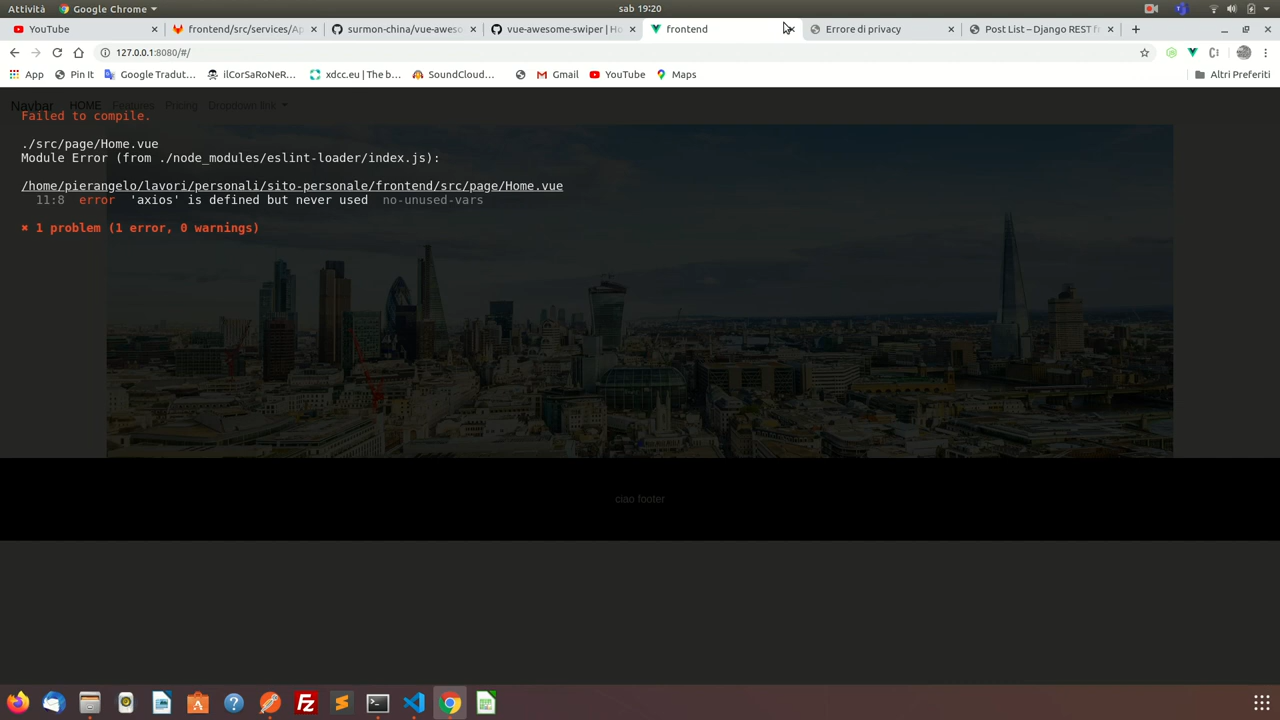 Attività
Google Chrome
sab 19:20
YouTube
frontend/src/services/Ap
surmon-china/vue-aweso
vue-awesome-swiper | Ho
frontend
Errore di privacy
Post List – Django REST f
127.0.0.1:8080/#/
App
Pin It
Google Tradut...
ilCorSaRoNeR...
xdcc.eu | The b...
SoundCloud...
Gmail
YouTube
Maps
Altri Preferiti
Navbar HOME Features Pricing Dropdown link
Failed to compile.
./src/page/Home.vue
Module Error (from ./node_modules/eslint-loader/index.js):
/home/pierangelo/lavori/personali/sito-personale/frontend/src/page/Home.vue
11:8 error 'axios' is defined but never used no-unused-vars
✖ 1 problem (1 error, 0 warnings)
ciao footer